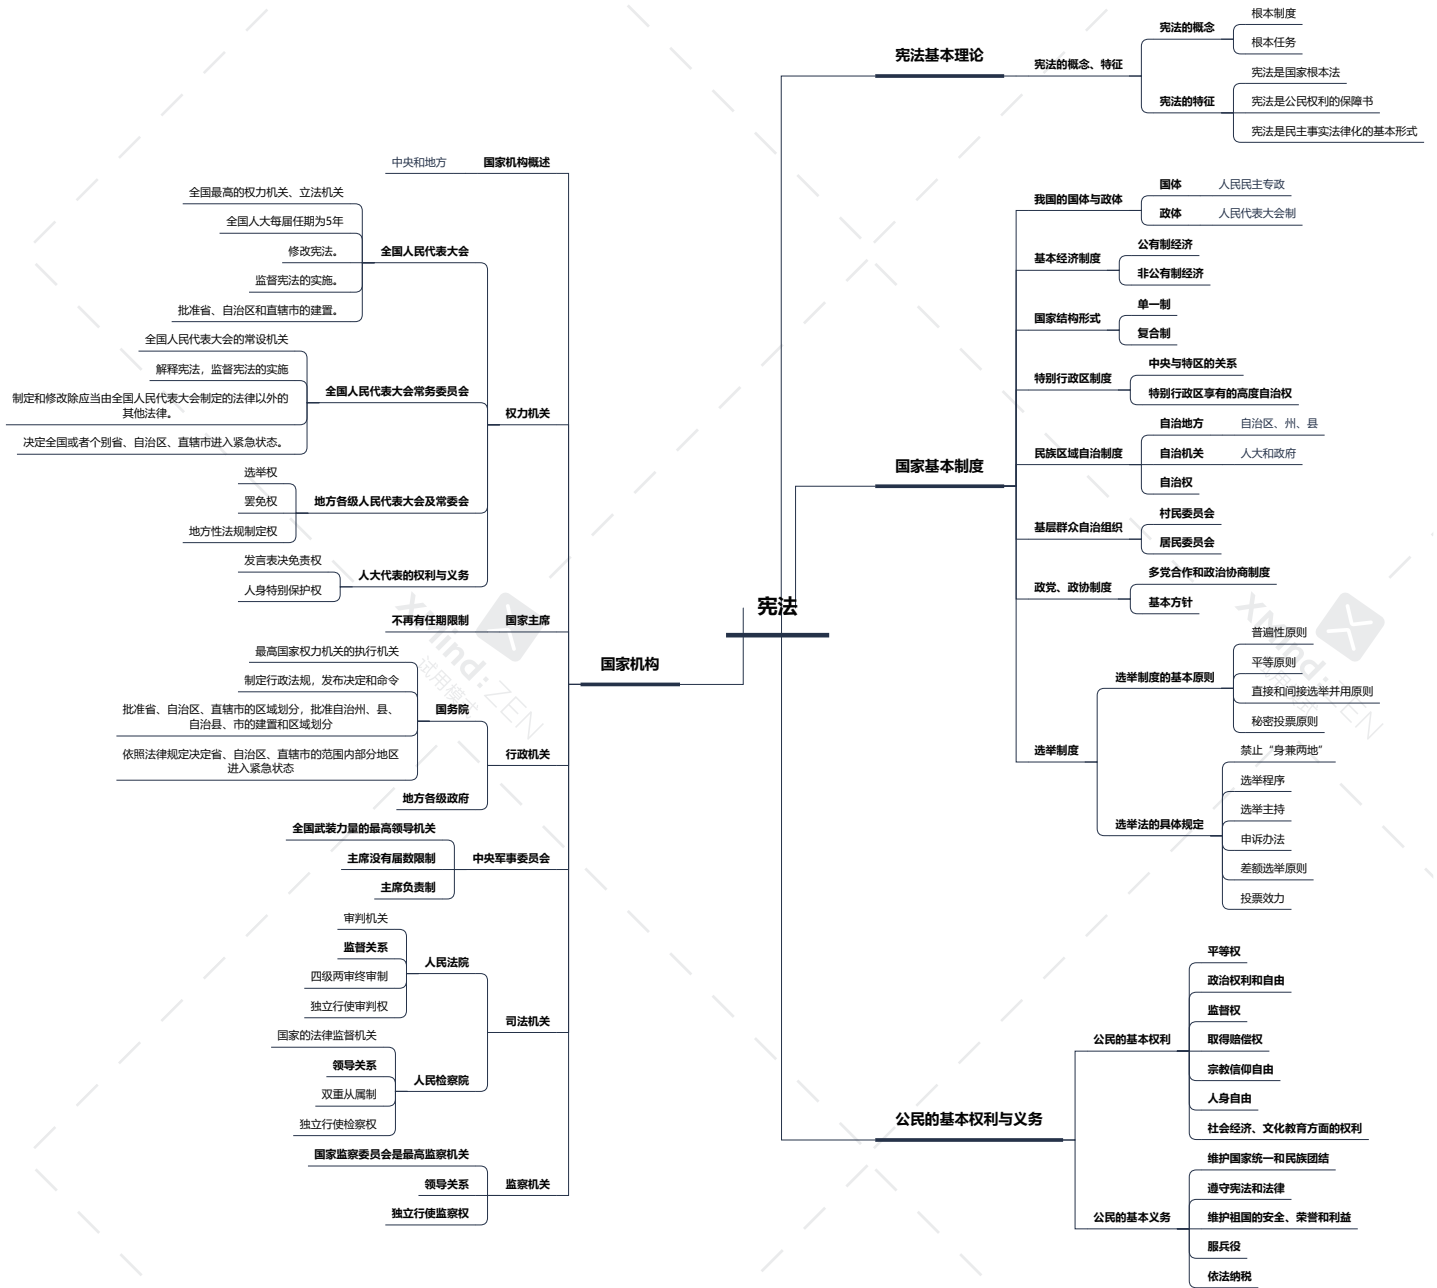 宪法
宪法基本理论
宪法的概念、特征
宪法的概念
根本制度
根本任务
宪法的特征
宪法是国家根本法
宪法是公民权利的保障书
宪法是民主事实法律化的基本形式
国家基本制度
我国的国体与政体
国体
人民民主专政
政体
人民代表大会制
基本经济制度
公有制经济
非公有制经济
国家结构形式
单一制
复合制
特别行政区制度
中央与特区的关系
特别行政区享有的高度自治权
民族区域自治制度
自治地方
自治区、州、县
自治机关
人大和政府
自治权
基层群众自治组织
村民委员会
居民委员会
政党、政协制度
多党合作和政治协商制度
基本方针
选举制度
选举制度的基本原则
普遍性原则
平等原则
直接和间接选举并用原则
秘密投票原则
选举法的具体规定
禁止“身兼两地”
选举程序
选举主持
申诉办法
差额选举原则
投票效力
公民的基本权利与义务
公民的基本权利
平等权
政治权利和自由
监督权
取得赔偿权
宗教信仰自由
人身自由
社会经济、文化教育方面的权利
公民的基本义务
维护国家统一和民族团结
遵守宪法和法律
维护祖国的安全、荣誉和利益
服兵役
依法纳税
国家机构
国家机构概述
中央和地方
权力机关
全国人民代表大会
全国最高的权力机关、立法机关
全国人大每届任期为5年
修改宪法。
监督宪法的实施。
批准省、自治区和直辖市的建置。
全国人民代表大会常务委员会
全国人民代表大会的常设机关
解释宪法，监督宪法的实施
制定和修改除应当由全国人民代表大会制定的法律以外的
其他法律。
决定全国或者个别省、自治区、直辖市进入紧急状态。
地方各级人民代表大会及常委会
选举权
罢免权
地方性法规制定权
人大代表的权利与义务
发言表决免责权
人身特别保护权
国家主席
不再有任期限制
行政机关
国务院
最高国家权力机关的执行机关
制定行政法规，发布决定和命令
批准省、自治区、直辖市的区域划分，批准自治州、县、
自治县、市的建置和区域划分
依照法律规定决定省、自治区、直辖市的范围内部分地区
进入紧急状态
地方各级政府
中央军事委员会
全国武装力量的最高领导机关
主席没有届数限制
主席负责制
司法机关
人民法院
审判机关
监督关系
四级两审终审制
独立行使审判权
人民检察院
国家的法律监督机关
领导关系
双重从属制
独立行使检察权
监察机关
国家监察委员会是最高监察机关
领导关系
独立行使监察权
XMind:ZEN
试用模式
XMind:ZEN
试用模式